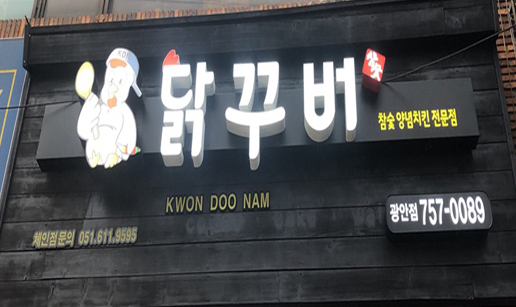 닭꾸버
참숯 양념치킨 전문점
KWON DOO NAM
광안점 757-0089
체인점문의 051.611.9595